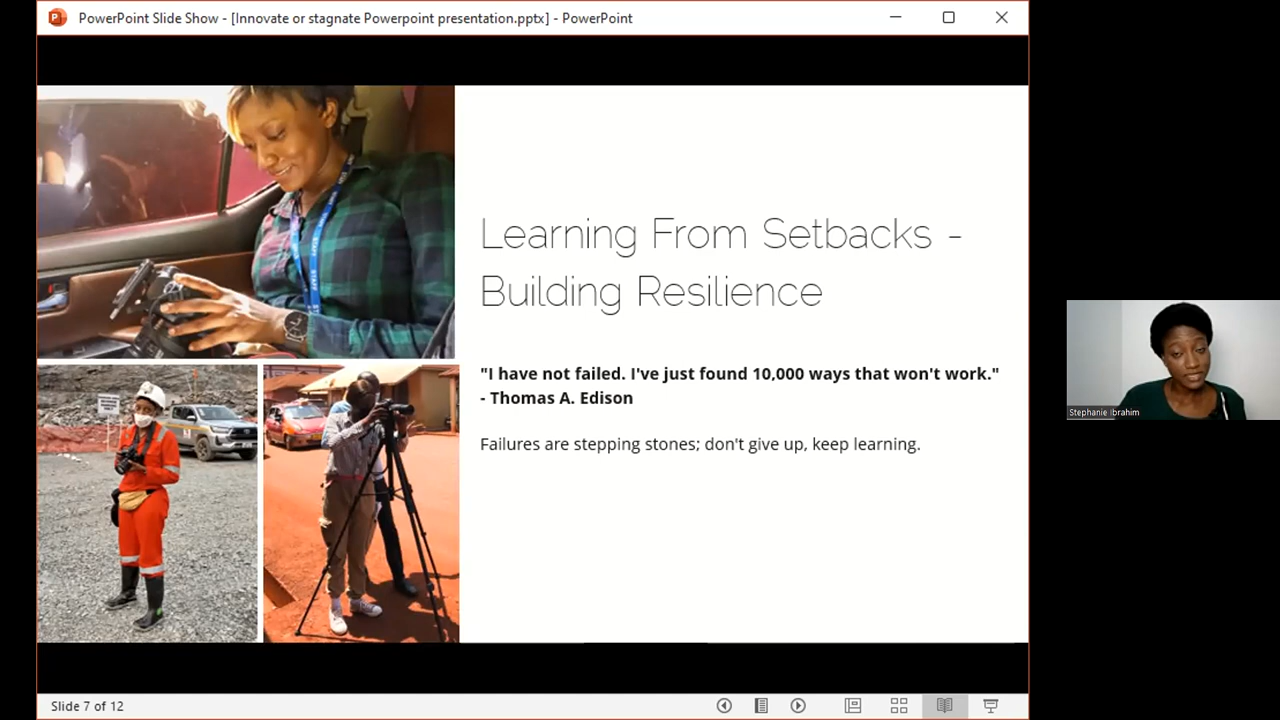 PowerPoint Slide Show - [Innovate or stagnate Powerpoint presentation.pptx] - PowerPoint
STAFF
Learning From Setbacks -
Building Resilience
"I have not failed. I've just found 10,000 ways that won't work."
- Thomas A. Edison
Failures are stepping stones; don't give up, keep learning.
Stephanie Ibrahim
Slide 7 of 12